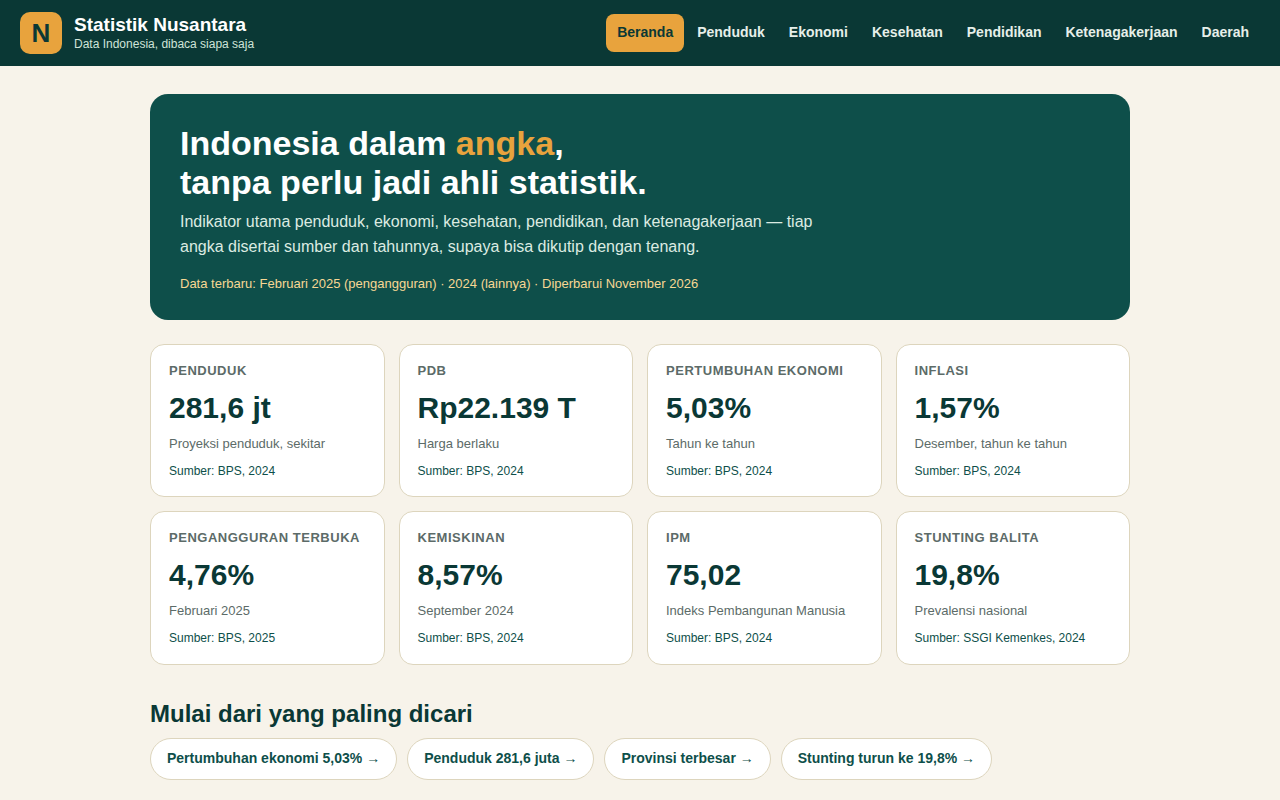 N
Statistik Nusantara
Data Indonesia, dibaca siapa saja
Beranda Penduduk Ekonomi Kesehatan Pendidikan Ketenagakerjaan Daerah
Indonesia dalam angka,
tanpa perlu jadi ahli statistik.
Indikator utama penduduk, ekonomi, kesehatan, pendidikan, dan ketenagakerjaan — tiap
angka disertai sumber dan tahunnya, supaya bisa dikutip dengan tenang.
Data terbaru: Februari 2025 (pengangguran) · 2024 (lainnya) · Diperbarui November 2026
PENDUDUK
281,6 jt
Proyeksi penduduk, sekitar
Sumber: BPS, 2024
PDB
Rp22.139 T
Harga berlaku
Sumber: BPS, 2024
PERTUMBUHAN EKONOMI
5,03%
Tahun ke tahun
Sumber: BPS, 2024
INFLASI
1,57%
Desember, tahun ke tahun
Sumber: BPS, 2024
PENGANGGURAN TERBUKA
4,76%
Februari 2025
Sumber: BPS, 2025
KEMISKINAN
8,57%
September 2024
Sumber: BPS, 2024
IPM
75,02
Indeks Pembangunan Manusia
Sumber: BPS, 2024
STUNTING BALITA
19,8%
Prevalensi nasional
Sumber: SSGI Kemenkes, 2024
Mulai dari yang paling dicari
Pertumbuhan ekonomi 5,03% →
Penduduk 281,6 juta →
Provinsi terbesar →
Stunting turun ke 19,8% →